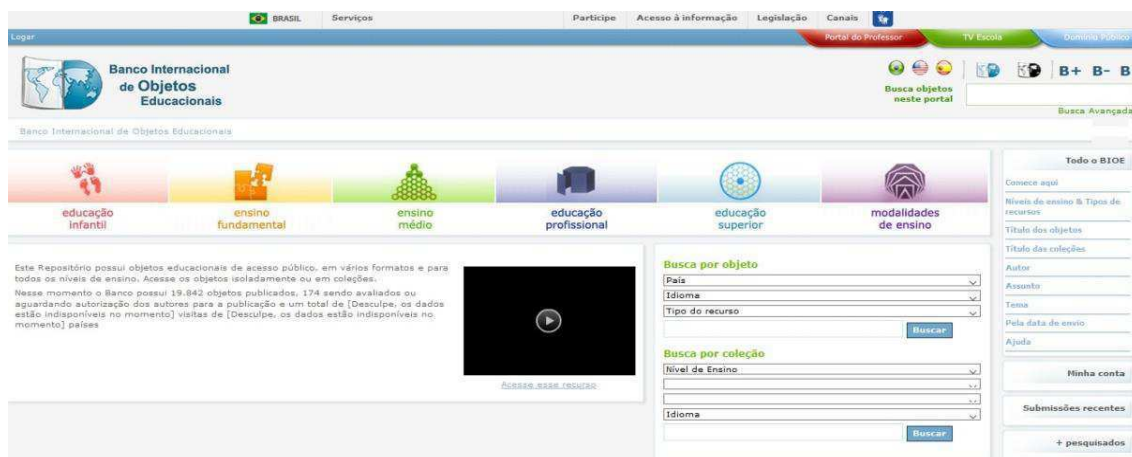 BRASIL Serviços Participe Acesso à informação Legislação Canais
Logar Portal do Professor TV Escola Domínio Público
Banco Internacional
de Objetos
Educacionais
B+ B- B
Busca objetos
neste portal
Busca Avançada
Banco Internacional de Objetos Educacionais
educação
infantil
ensino
fundamental
ensino
médio
educação
profissional
educação
superior
modalidades
de ensino
Este Repositório possui objetos educacionais de acesso público, em vários formatos e para
todos os níveis de ensino. Acesse os objetos isoladamente ou em coleções.
Nesse momento o Banco possui 19.842 objetos publicados, 174 sendo avaliados ou
aguardando autorização dos autores para a publicação e um total de [Desculpe, os dados
estão indisponíveis no momento] visitas de [Desculpe, os dados estão indisponíveis no
momento] países
Acesse esse recurso
Busca por objeto
País
Idioma
Tipo do recurso
Buscar
Busca por coleção
Nível de Ensino
Idioma
Buscar
Todo o BIOE
Comece aqui
Níveis de ensino & Tipos de
recursos
Título dos objetos
Título das coleções
Autor
Assunto
Tema
Pela data de envio
Ajuda
Minha conta
Submissões recentes
+ pesquisados